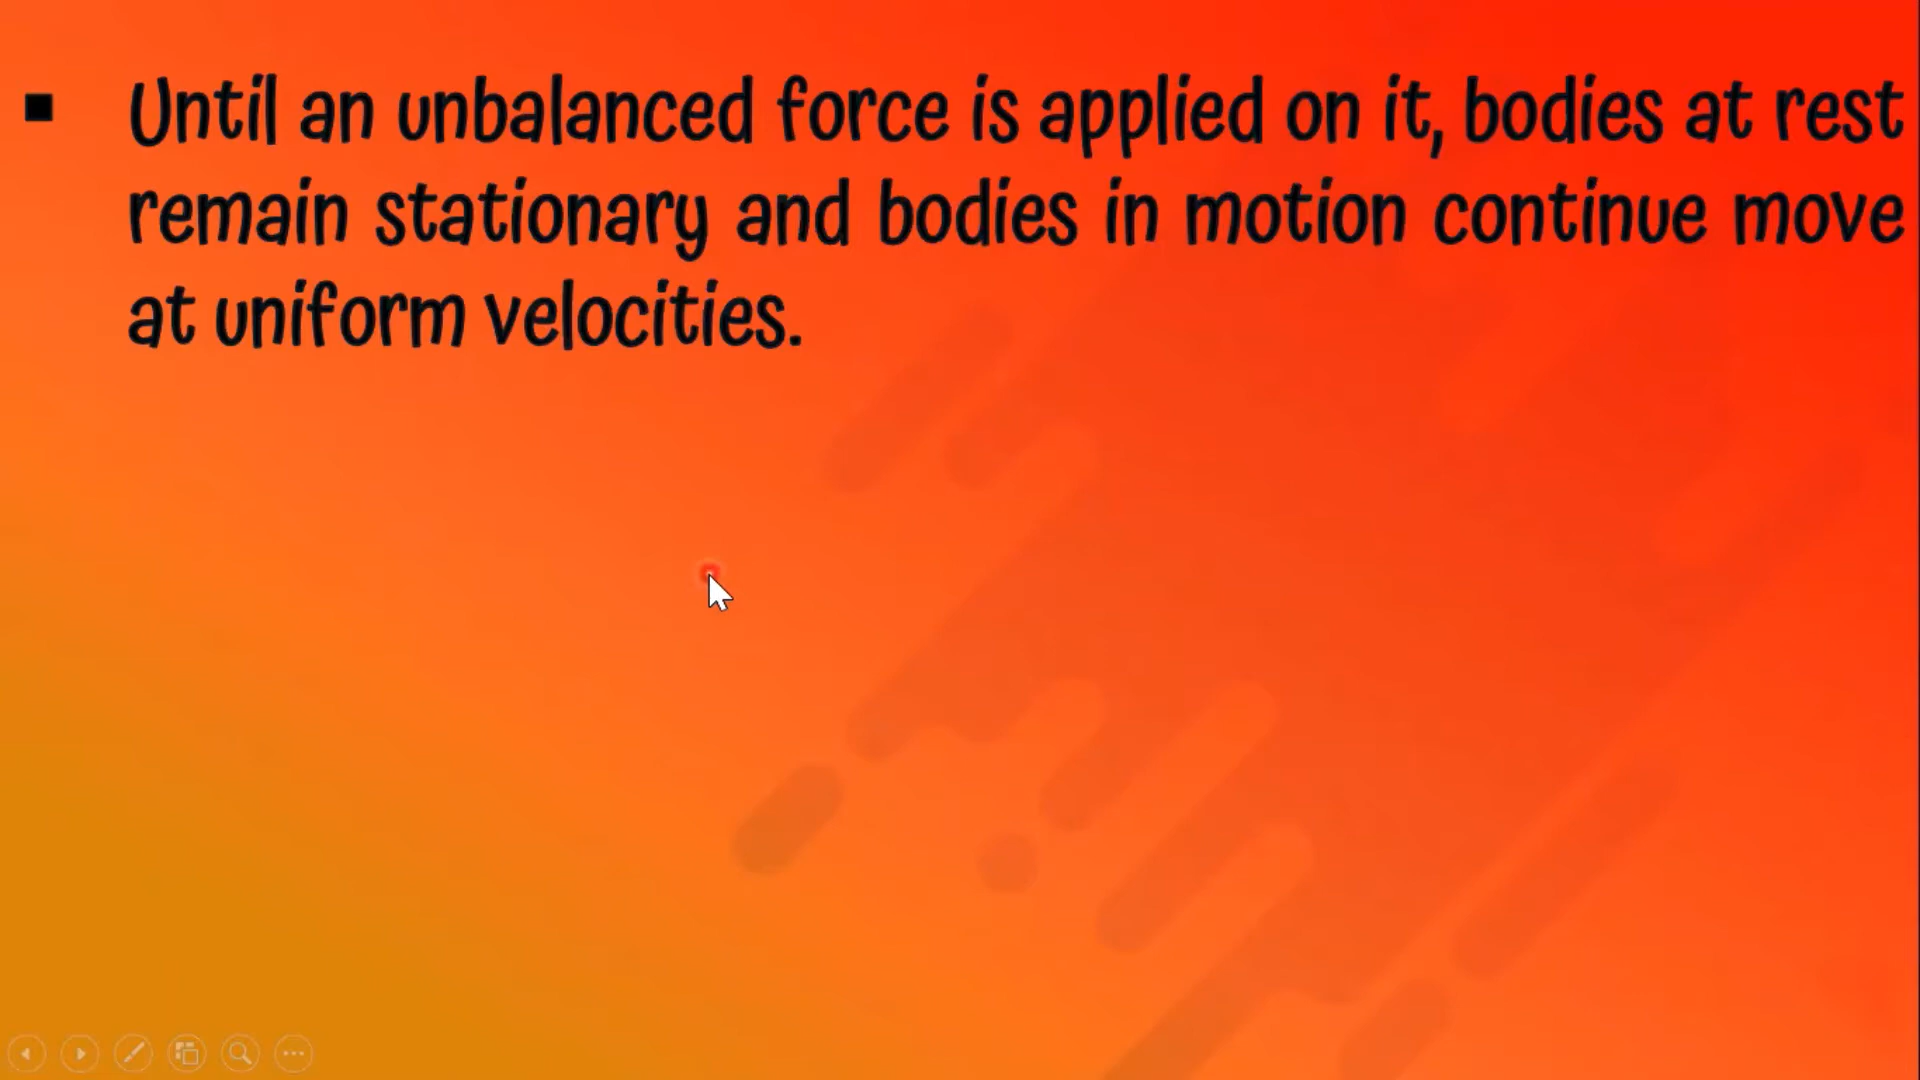 ▪ Until an unbalanced force is applied on it, bodies at rest
remain stationary and bodies in motion continue move
at uniform velocities.